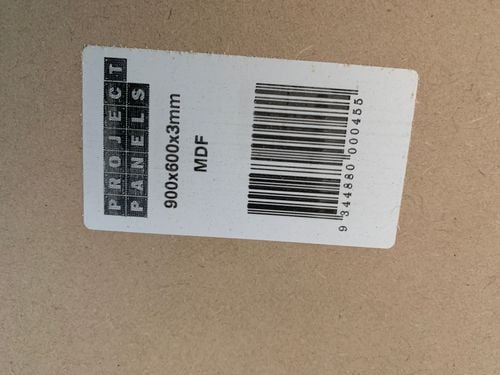 PROJECT
PANELS
900x600x3mm
MDF
9 344880 000455